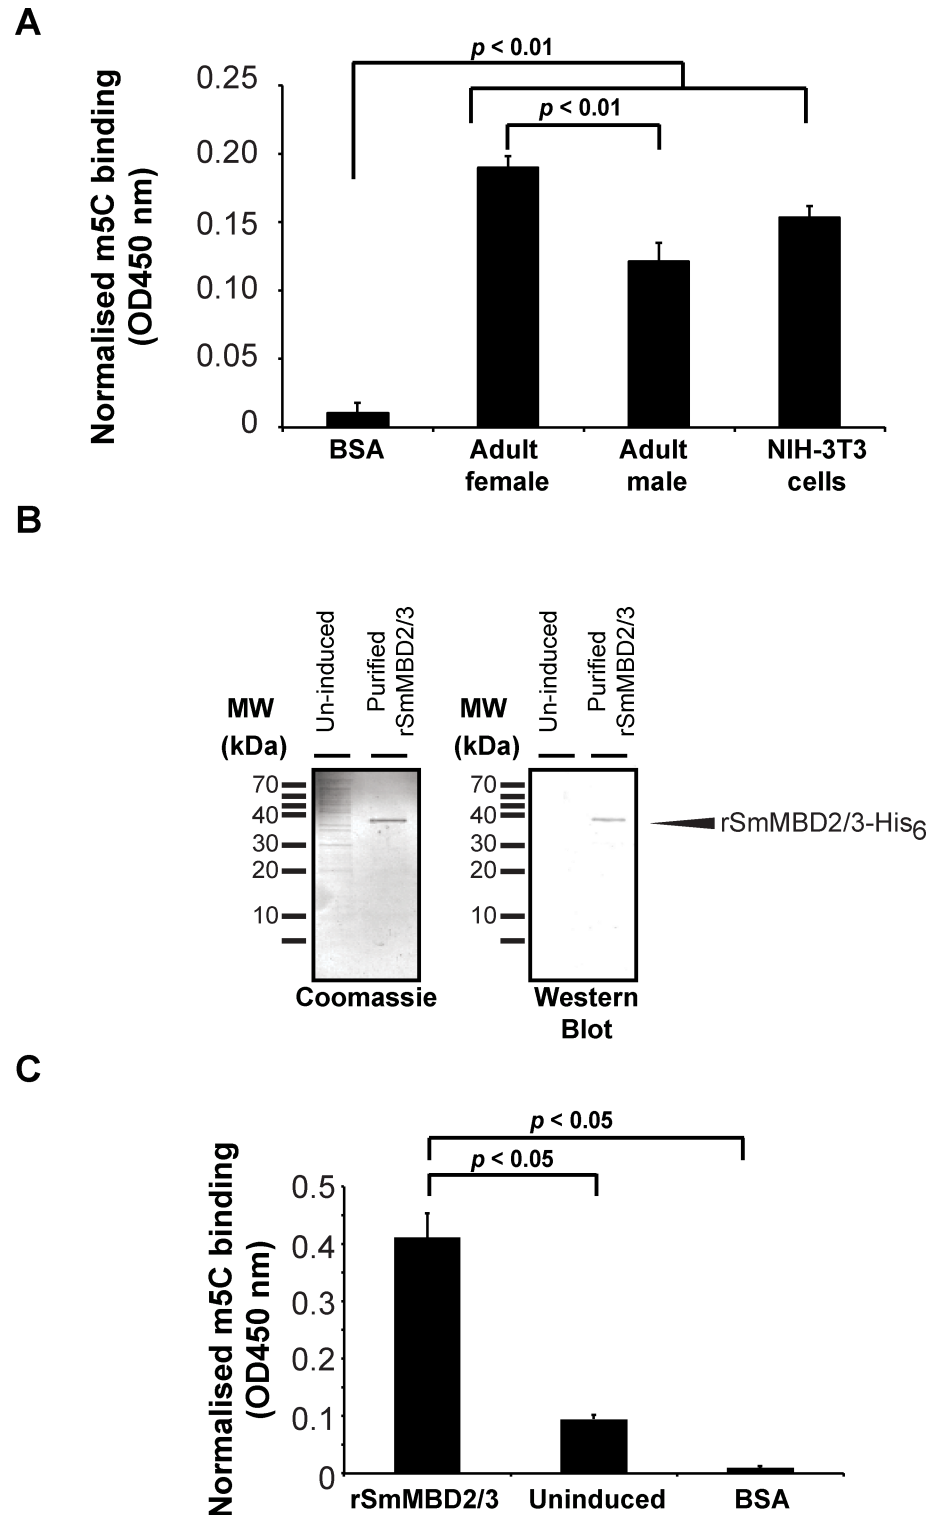 A
p < 0.01
p < 0.01
Normalised m5C binding
(OD450 nm)
0.25
0.20
0.15
0.10
0.05
0
BSA
Adult
female
Adult
male
NIH-3T3
cells
B
MW
(kDa)
Un-induced
Purified
rSmMBD2/3
70
40
30
20
10
Coomassie
MW
(kDa)
Un-induced
Purified
rSmMBD2/3
70
40
30
20
10
Western
Blot
rSmMBD2/3-His6
C
p < 0.05
p < 0.05
Normalised m5C binding
(OD450 nm)
0.5
0.4
0.3
0.2
0.1
0
rSmMBD2/3
Uninduced
BSA